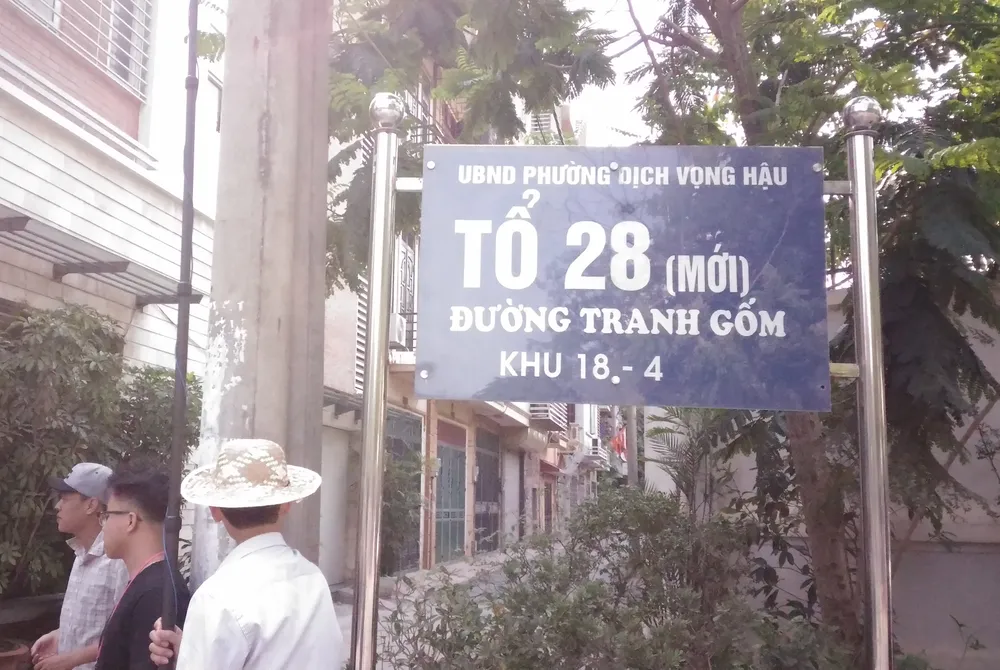 UBND PHƯỜNG DỊCH VỌNG HẬU
TỔ 28 (MỚI)
ĐƯỜNG TRANH GỐM
KHU 18.- 4